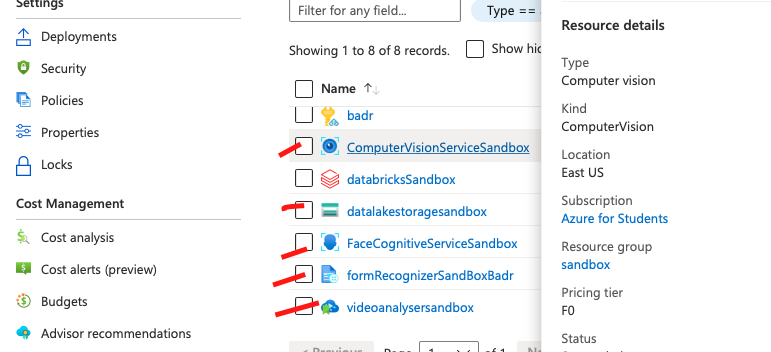 Settings
Deployments
Security
Policies
Properties
Locks
Cost Management
Cost analysis
Cost alerts (preview)
Budgets
Advisor recommendations
Filter for any field...
Type ==
Showing 1 to 8 of 8 records.
Show hid
Name
badr
ComputerVisionServiceSandbox
databricksSandbox
datalakestoragesandbox
FaceCognitiveServiceSandbox
formRecognizerSandBoxBadr
videoanalysersandbox
< Previous
Page
1
of 1
Resource details
Type
Computer vision
Kind
ComputerVision
Location
East US
Subscription
Azure for Students
Resource group
sandbox
Pricing tier
F0
Status